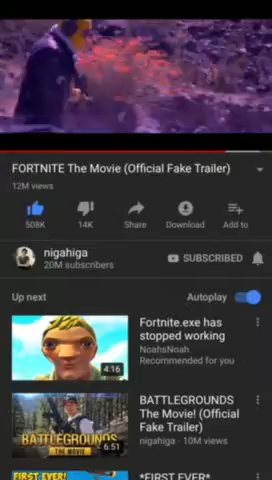 FORTNITE The Movie (Official Fake Trailer)
12M views
508K
14K
Share
Download
Add to
nigahiga
20M subscribers
SUBSCRIBED
Up next
Autoplay
Fortnite.exe has
stopped working
NoahsNoah
Recommended for you
4:16
BATTLEGROUNDS
The Movie! (Official
Fake Trailer)
nigahiga · 10M views
BATTLEGROUNDS
THE MOVIE
6:51
FIRST EVER!
*FIRST EVER*